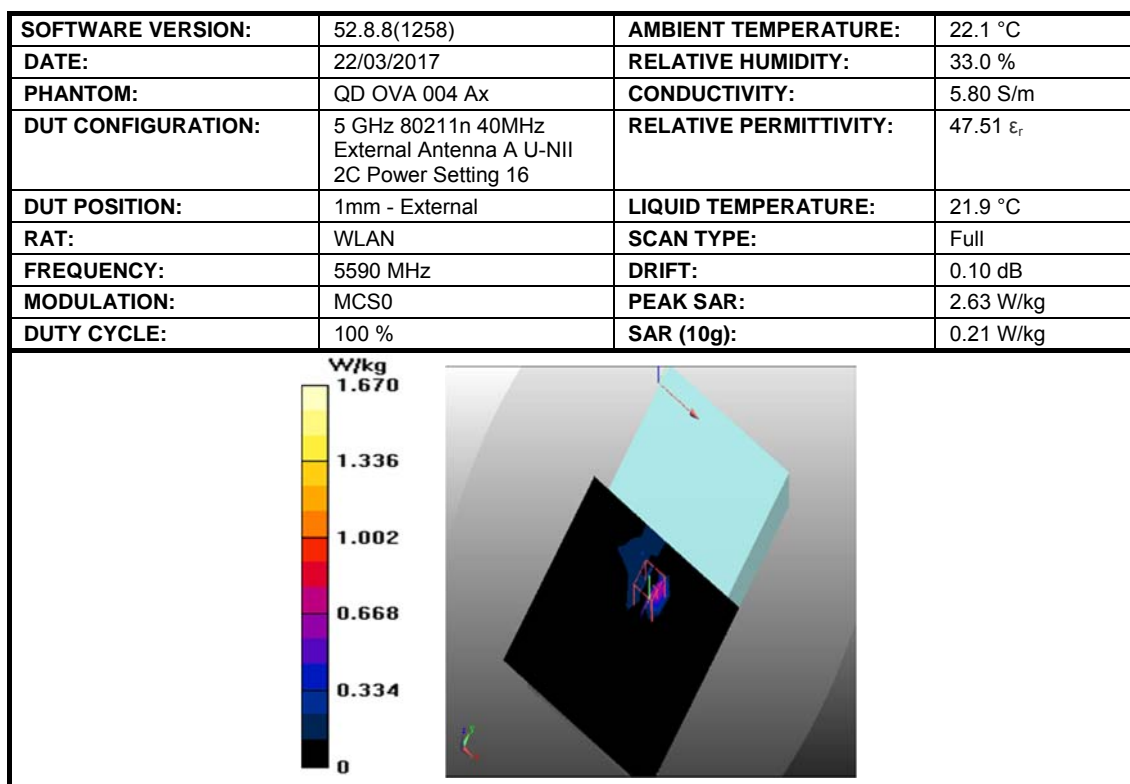 SOFTWARE VERSION: 52.8.8(1258) AMBIENT TEMPERATURE: 22.1 °C
DATE: 22/03/2017 RELATIVE HUMIDITY: 33.0 %
PHANTOM: QD OVA 004 Ax CONDUCTIVITY: 5.80 S/m
DUT CONFIGURATION: 5 GHz 80211n 40MHz RELATIVE PERMITTIVITY: 47.51 εr
External Antenna A U-NII
2C Power Setting 16
DUT POSITION: 1mm - External LIQUID TEMPERATURE: 21.9 °C
RAT: WLAN SCAN TYPE: Full
FREQUENCY: 5590 MHz DRIFT: 0.10 dB
MODULATION: MCS0 PEAK SAR: 2.63 W/kg
DUTY CYCLE: 100 % SAR (10g): 0.21 W/kg
W/kg
1.670
1.336
1.002
0.668
0.334
0